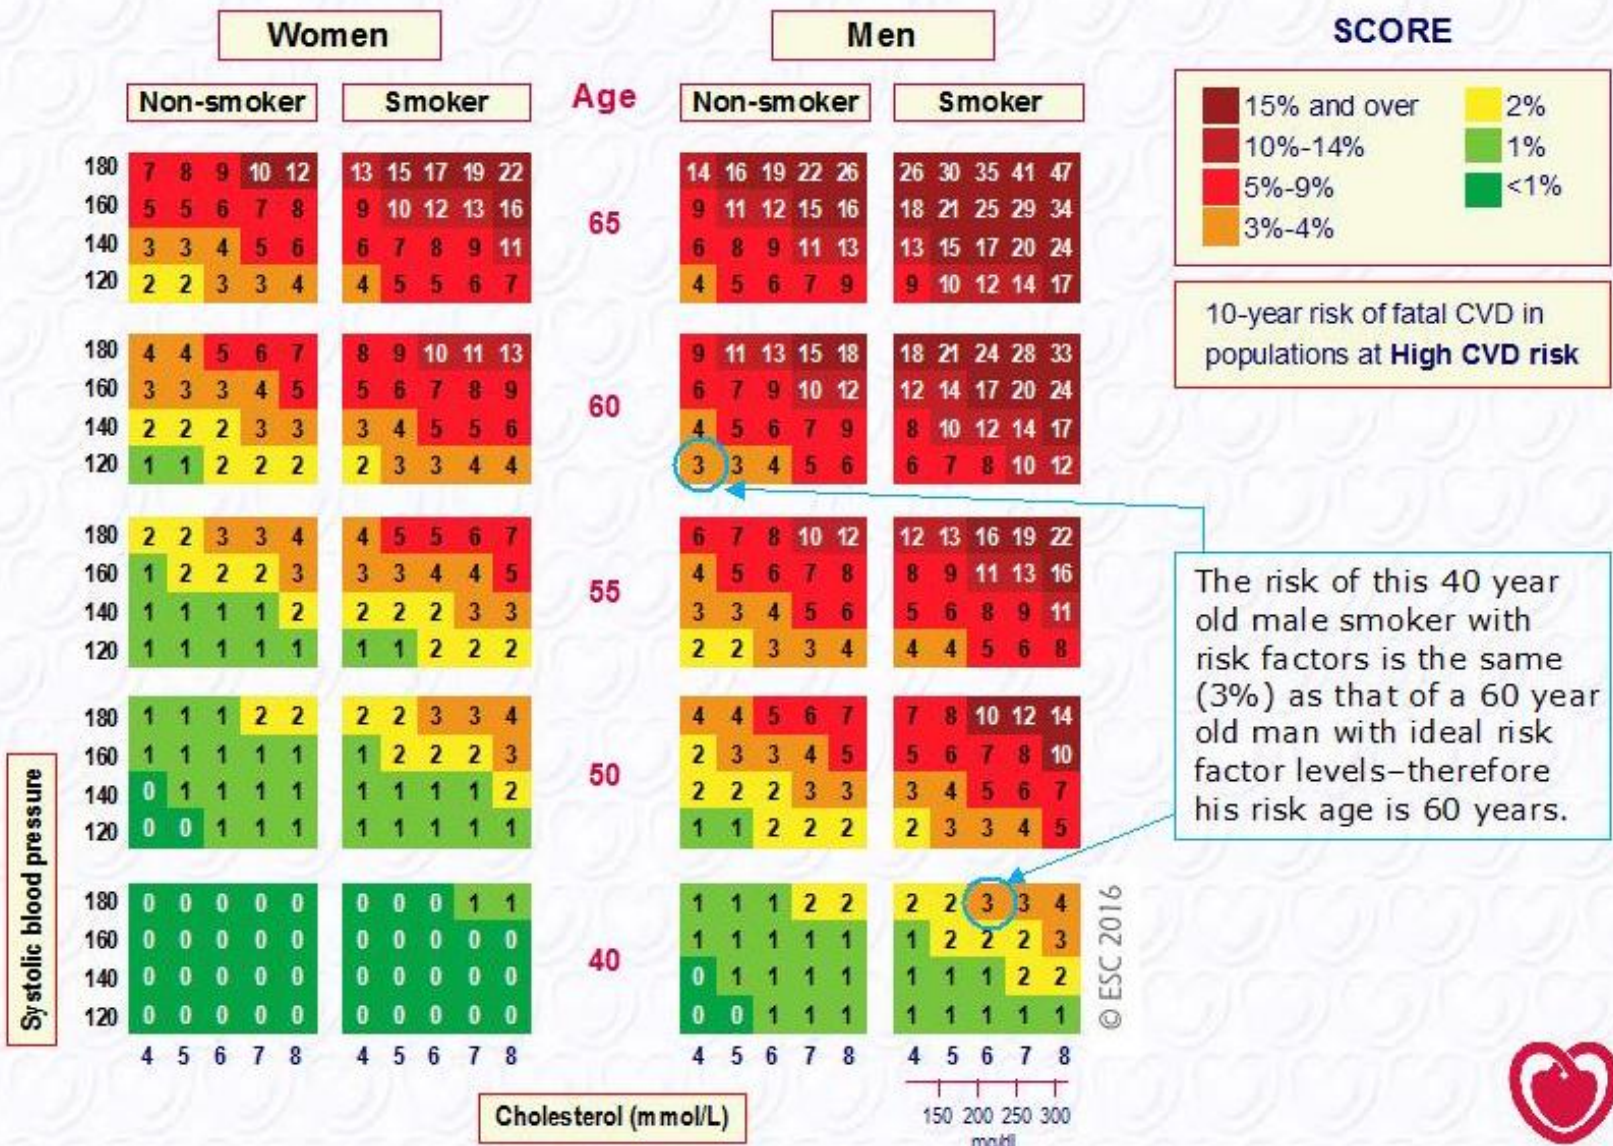 Women Men SCORE
Non-smoker Smoker Age Non-smoker Smoker
15% and over 2%
10%-14% 1%
5%-9% <1%
3%-4%
10-year risk of fatal CVD in
populations at High CVD risk
180 7 8 9 10 12 13 15 17 19 22 14 16 19 22 26 26 30 35 41 47
160 5 5 6 7 8 9 10 12 13 16 65 9 11 12 15 16 18 21 25 29 34
140 3 3 4 5 6 6 7 8 9 11 6 8 9 11 13 13 15 17 20 24
120 2 2 3 3 4 4 5 5 6 7 4 5 6 7 9 9 10 12 14 17
180 4 4 5 6 7 8 9 10 11 13 9 11 13 15 18 18 21 24 28 33
160 3 3 3 4 5 5 6 7 8 9 60 6 7 9 10 12 12 14 17 20 24
140 2 2 2 3 3 3 4 5 5 6 4 5 6 7 9 8 10 12 14 17
120 1 1 2 2 2 2 3 3 4 4 3 3 4 5 6 6 7 8 10 12
180 2 2 3 3 4 4 5 5 6 7 6 7 8 10 12 12 13 16 19 22
160 1 2 2 2 3 3 3 4 4 5 55 4 5 6 7 8 8 9 11 13 16
140 1 1 1 1 2 2 2 2 3 3 3 3 4 5 6 5 6 8 9 11
120 1 1 1 1 1 1 1 2 2 2 2 2 3 3 4 4 4 5 6 8
180 1 1 1 2 2 2 2 3 3 4 4 4 5 6 7 7 8 10 12 14
160 1 1 1 1 1 1 2 2 2 3 50 2 3 3 4 5 5 6 7 8 10
140 0 1 1 1 1 1 1 1 1 2 2 2 2 3 3 3 4 5 6 7
120 0 0 1 1 1 1 1 1 1 1 1 1 2 2 2 2 3 3 4 5
180 0 0 0 0 0 0 0 0 1 1 1 1 1 2 2 2 2 3 3 4
160 0 0 0 0 0 0 0 0 0 0 40 1 1 1 1 1 1 2 2 2 3
140 0 0 0 0 0 0 0 0 0 0 0 1 1 1 1 1 1 1 2 2
120 0 0 0 0 0 0 0 0 0 0 0 0 1 1 1 1 1 1 1 1
4 5 6 7 8 4 5 6 7 8 4 5 6 7 8 4 5 6 7 8
150 200 250 300
mg/dl
Systolic blood pressure
Cholesterol (mmol/L)
The risk of this 40 year
old male smoker with
risk factors is the same
(3%) as that of a 60 year
old man with ideal risk
factor levels–therefore
his risk age is 60 years.
© ESC 2016